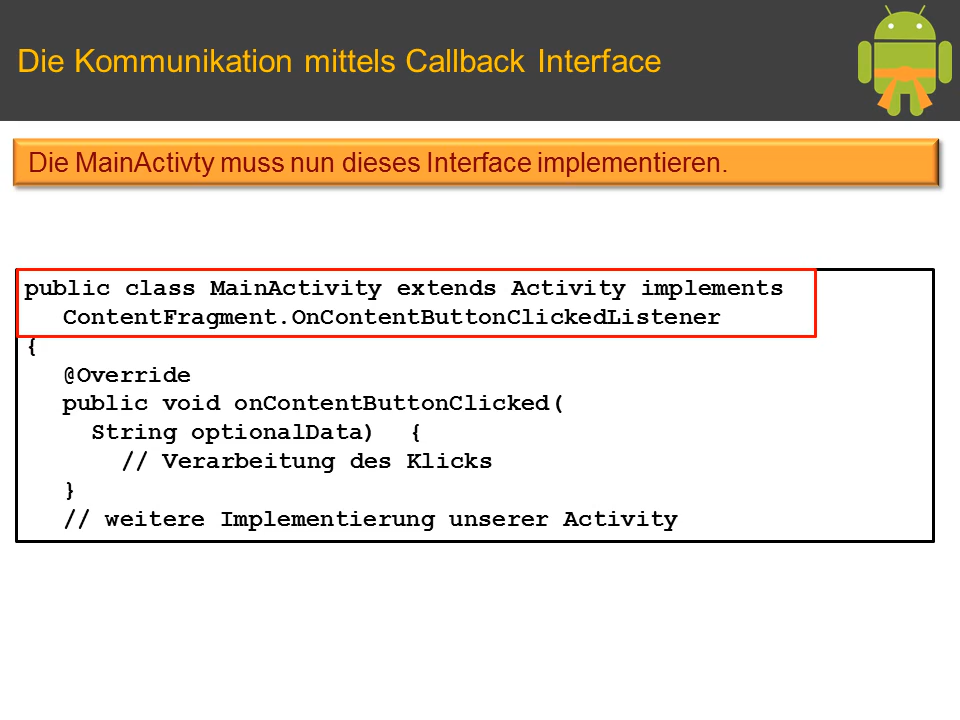 Die Kommunikation mittels Callback Interface
Die MainActivty muss nun dieses Interface implementieren.
public class MainActivity extends Activity implements
ContentFragment.OnContentButtonClickedListener
{
@Override
public void onContentButtonClicked(
String optionalData) {
// Verarbeitung des Klicks
}
// weitere Implementierung unserer Activity